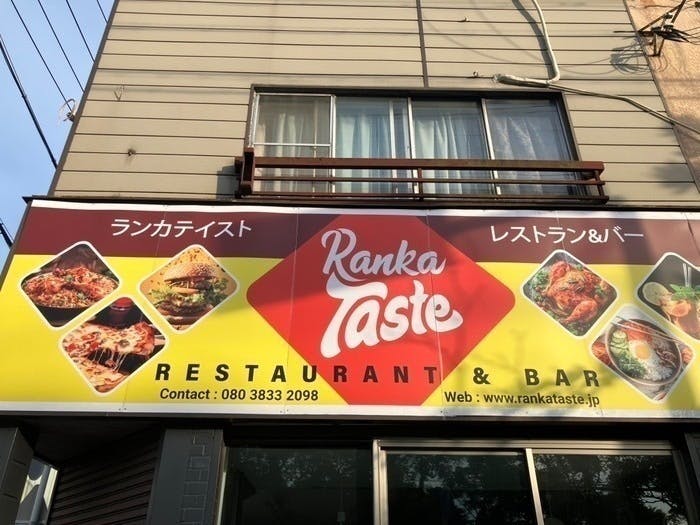 ランカテイスト
レストラン&バー
Ranka
Taste
RESTAURANT & BAR
Contact : 080 3833 2098
Web : www.rankataste.jp